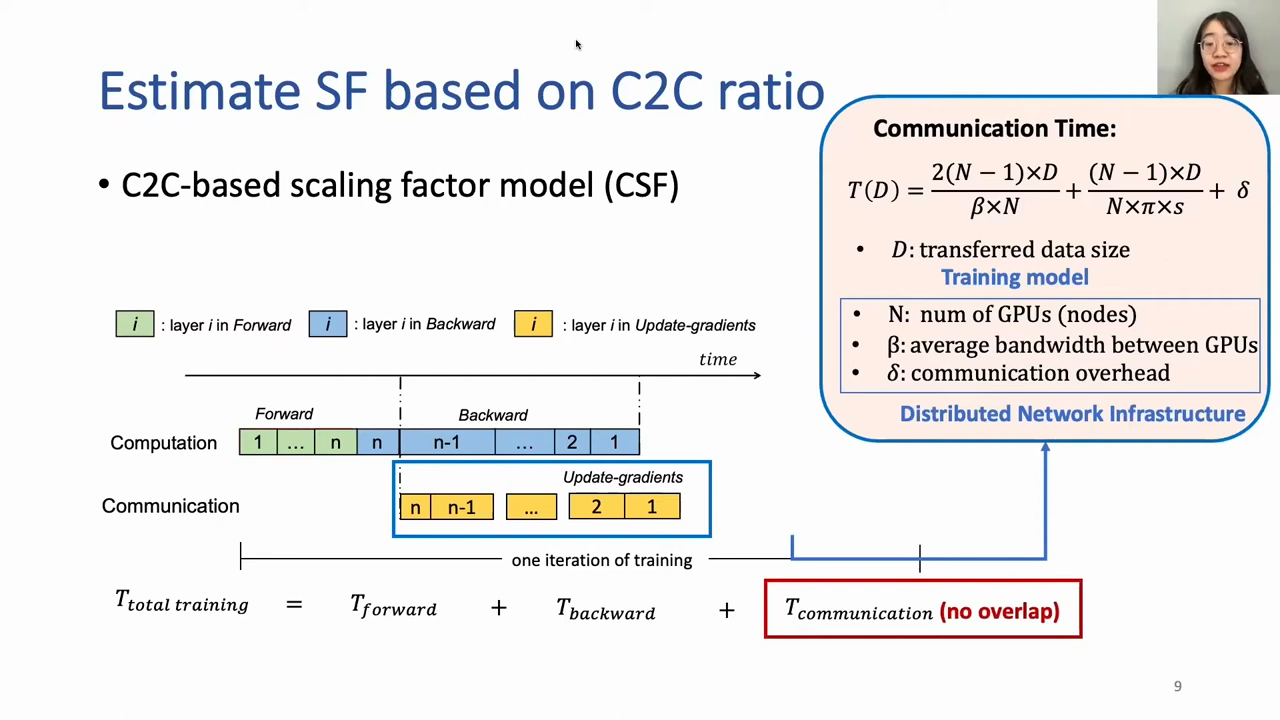 Estimate SF based on C2C ratio
• C2C-based scaling factor model (CSF)
Communication Time:
T(D) = 2(N − 1)×D / β×N + (N − 1)×D / N×π×s + δ
• D: transferred data size
Training model
• N: num of GPUs (nodes)
• β: average bandwidth between GPUs
• δ: communication overhead
Distributed Network Infrastructure
i : layer i in Forward i : layer i in Backward i : layer i in Update-gradients
time
Forward Backward
Computation 1 ... n n n-1 ... 2 1
Update-gradients
Communication n n-1 ... 2 1
one iteration of training
T total training = T forward + T backward + T communication (no overlap)
9